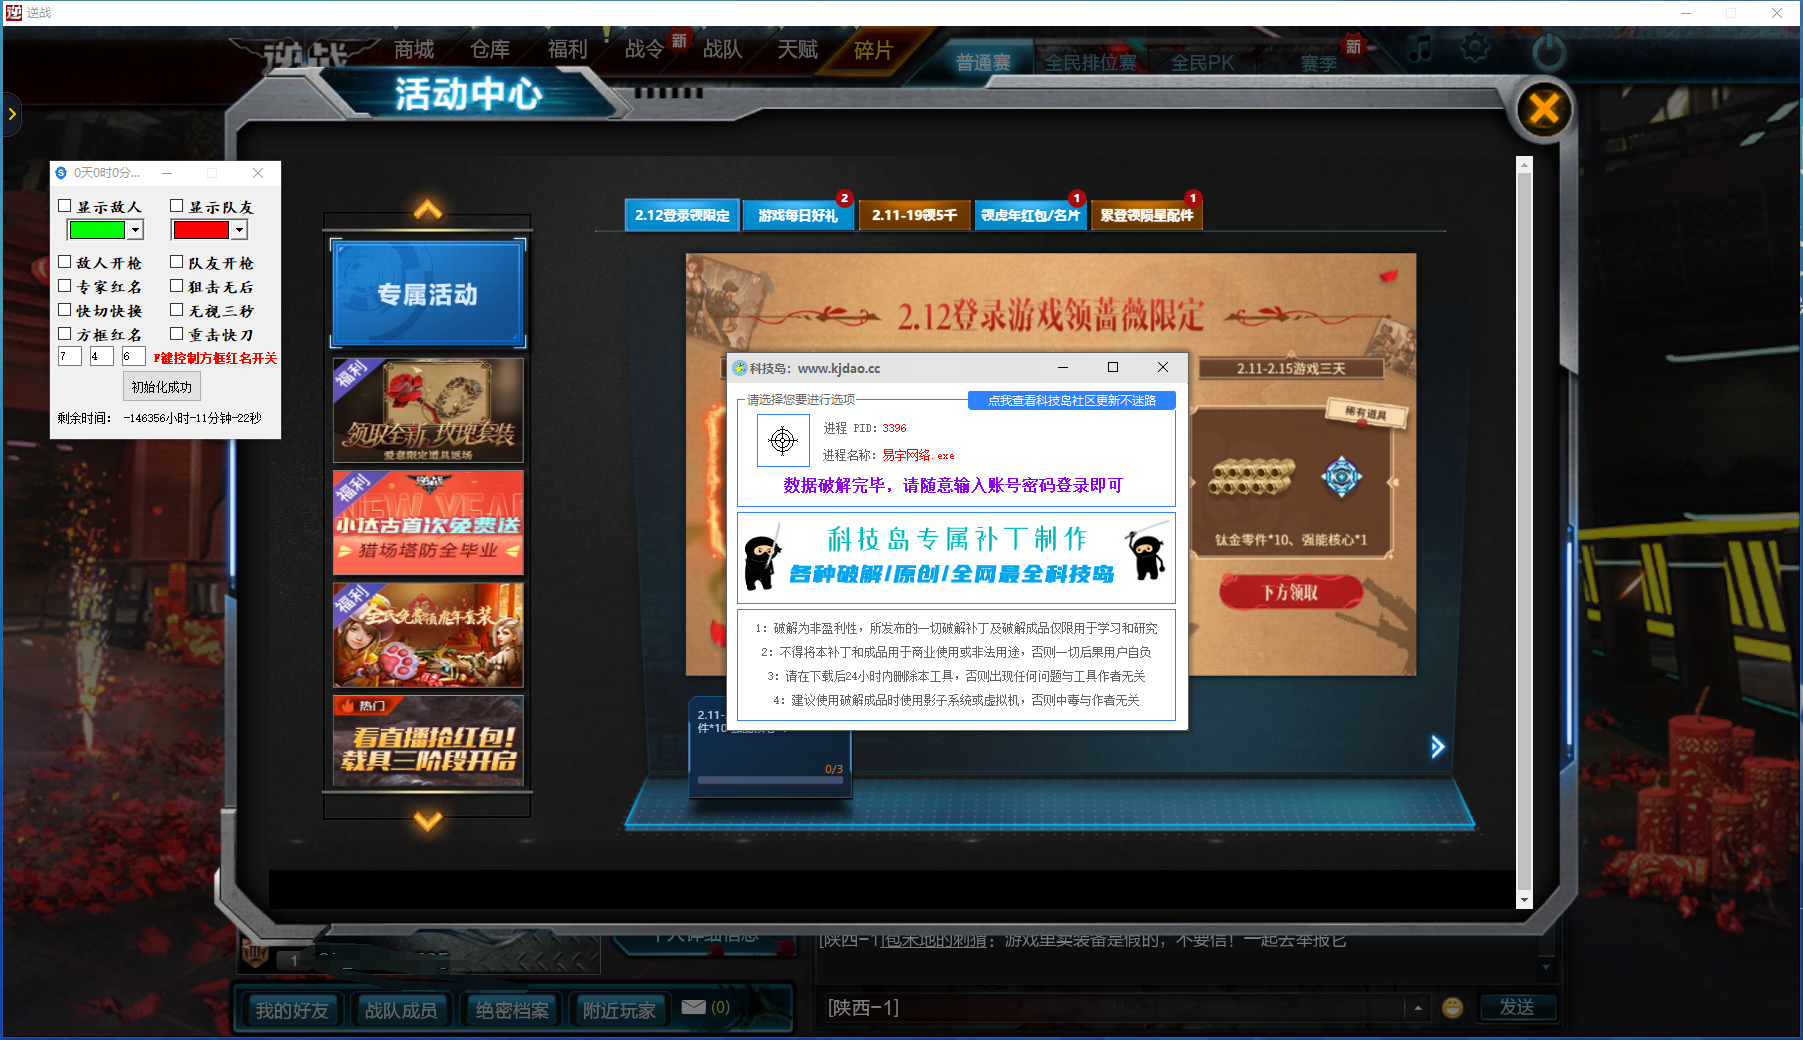 逆战
逆战
商城
仓库
福利
战令
新
战队
天赋
碎片
普通赛
全民排位赛
全民PK
赛季
新
活动中心
0天0时0分...
显示敌人
显示队友
敌人开枪
队友开枪
专家红名
狙击无后
快切快换
无视三秒
方框红名
重击快刀
7
4
6
F键控制方框红名开关
初始化成功
剩余时间： -146356小时-11分钟-22秒
专属活动
福利
领取全新 玫瑰套装
爱意限定道具返场
福利
逆战
NEW YEAR
小达古首次免费送
猎场塔防全毕业
福利
全民免费领虎年套装
热门
看直播抢红包！
载具三阶段开启
2.12登录领限定
游戏每日好礼
2
2.11-19领5千
领虎年红包/名片
1
累登领陨星配件
1
2.12登录游戏领蔷薇限定
2.11-2.15游戏三天
稀有道具
钛金零件*10、强能核心*1
下方领取
科技岛：www.kjdao.cc
请选择您要进行选项
点我查看科技岛社区更新不迷路
进程 PID：3396
进程名称：易宇网络.exe
数据破解完毕，请随意输入账号密码登录即可
科技岛专属补丁制作
各种破解/原创/全网最全科技岛
1：破解为非盈利性，所发布的一切破解补丁及破解成品仅限用于学习和研究
2：不得将本补丁和成品用于商业使用或非法用途，否则一切后果用户自负
3：请在下载后24小时内删除本工具，否则出现任何问题与工具作者无关
4：建议使用破解成品时使用影子系统或虚拟机，否则中毒与作者无关
2.11-
件*10
0/3
1
个人详细信息
[陕西-1]包米地的刺猬：游戏里卖装备是假的，不要信！一起去举报它
我的好友
战队成员
绝密档案
附近玩家
(0)
[陕西-1]
发送